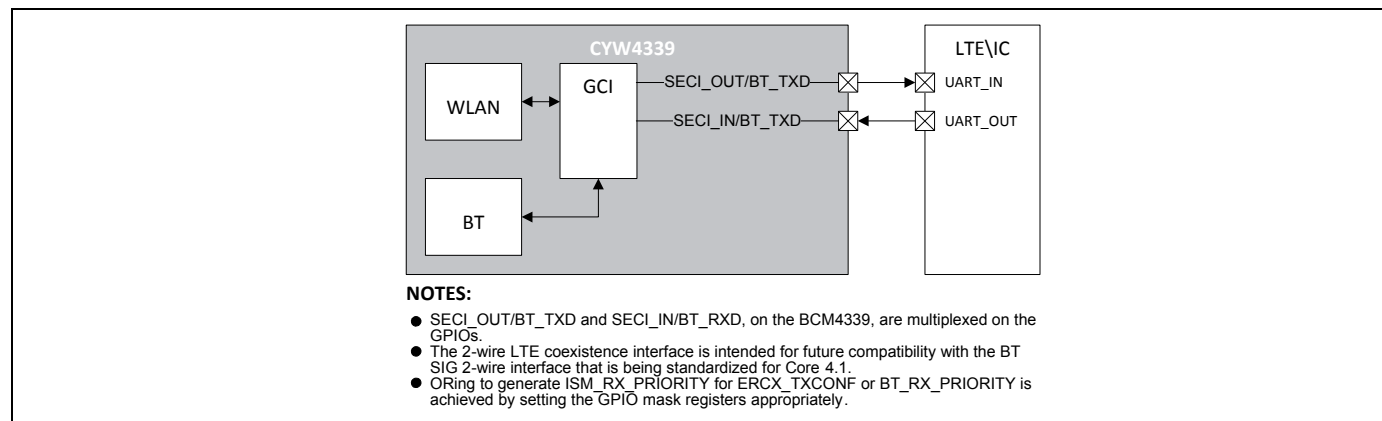 CYW4339
LTE\IC
WLAN
GCI
SECI_OUT/BT_TXD
UART_IN
SECI_IN/BT_TXD
UART_OUT
BT
NOTES:
● SECI_OUT/BT_TXD and SECI_IN/BT_RXD, on the BCM4339, are multiplexed on the
GPIOs.
● The 2-wire LTE coexistence interface is intended for future compatibility with the BT
SIG 2-wire interface that is being standardized for Core 4.1.
● ORing to generate ISM_RX_PRIORITY for ERCX_TXCONF or BT_RX_PRIORITY is
achieved by setting the GPIO mask registers appropriately.